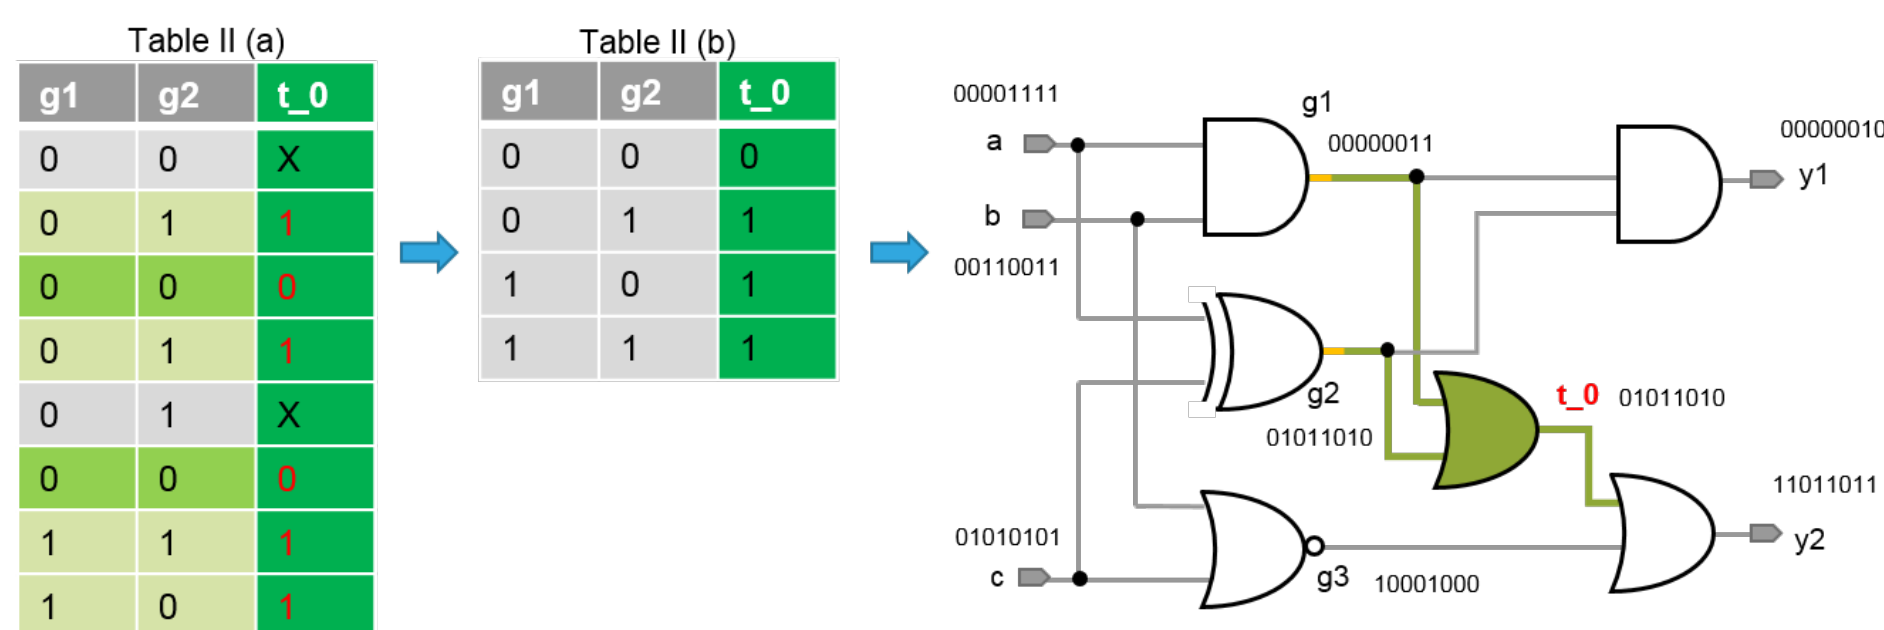 Table II (a)
g1 g2 t_0
0 0 X
0 1 1
0 0 0
0 1 1
0 1 X
0 0 0
1 1 1
1 0 1
Table II (b)
g1 g2 t_0
0 0 0
0 1 1
1 0 1
1 1 1
00001111
a
b
00110011
01010101
c
g1
00000011
g2
01011010
g3
10001000
t_0 01011010
00000010
y1
11011011
y2